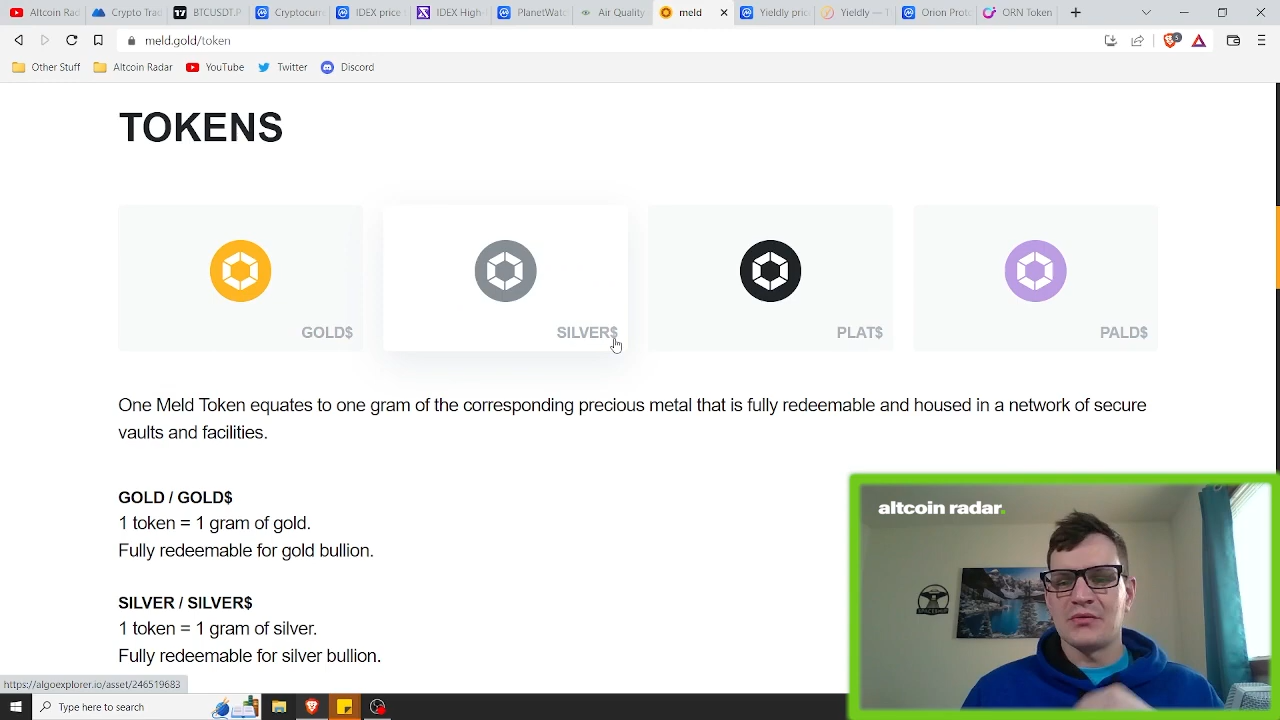 Altcoin Rad
Crypto Trad
BTCUSDT.P
Cryptocurr
IDEX price
IDEX High-
PlanetWatc
Air Quality
meld
Yieldly pric
Yieldly — T
Orion Proto
ORN Token
meld.gold/token
5
Other Stuff
Altcoin Radar
YouTube
Twitter
Discord
TOKENS
GOLD$
SILVER$
PLAT$
PALD$
One Meld Token equates to one gram of the corresponding precious metal that is fully redeemable and housed in a network of secure
vaults and facilities.
GOLD / GOLD$
1 token = 1 gram of gold.
Fully redeemable for gold bullion.
SILVER / SILVER$
1 token = 1 gram of silver.
Fully redeemable for silver bullion.
altcoin radar.
SPACESHIP
https://algoexplorer.io/asset/246519683
Type here to search